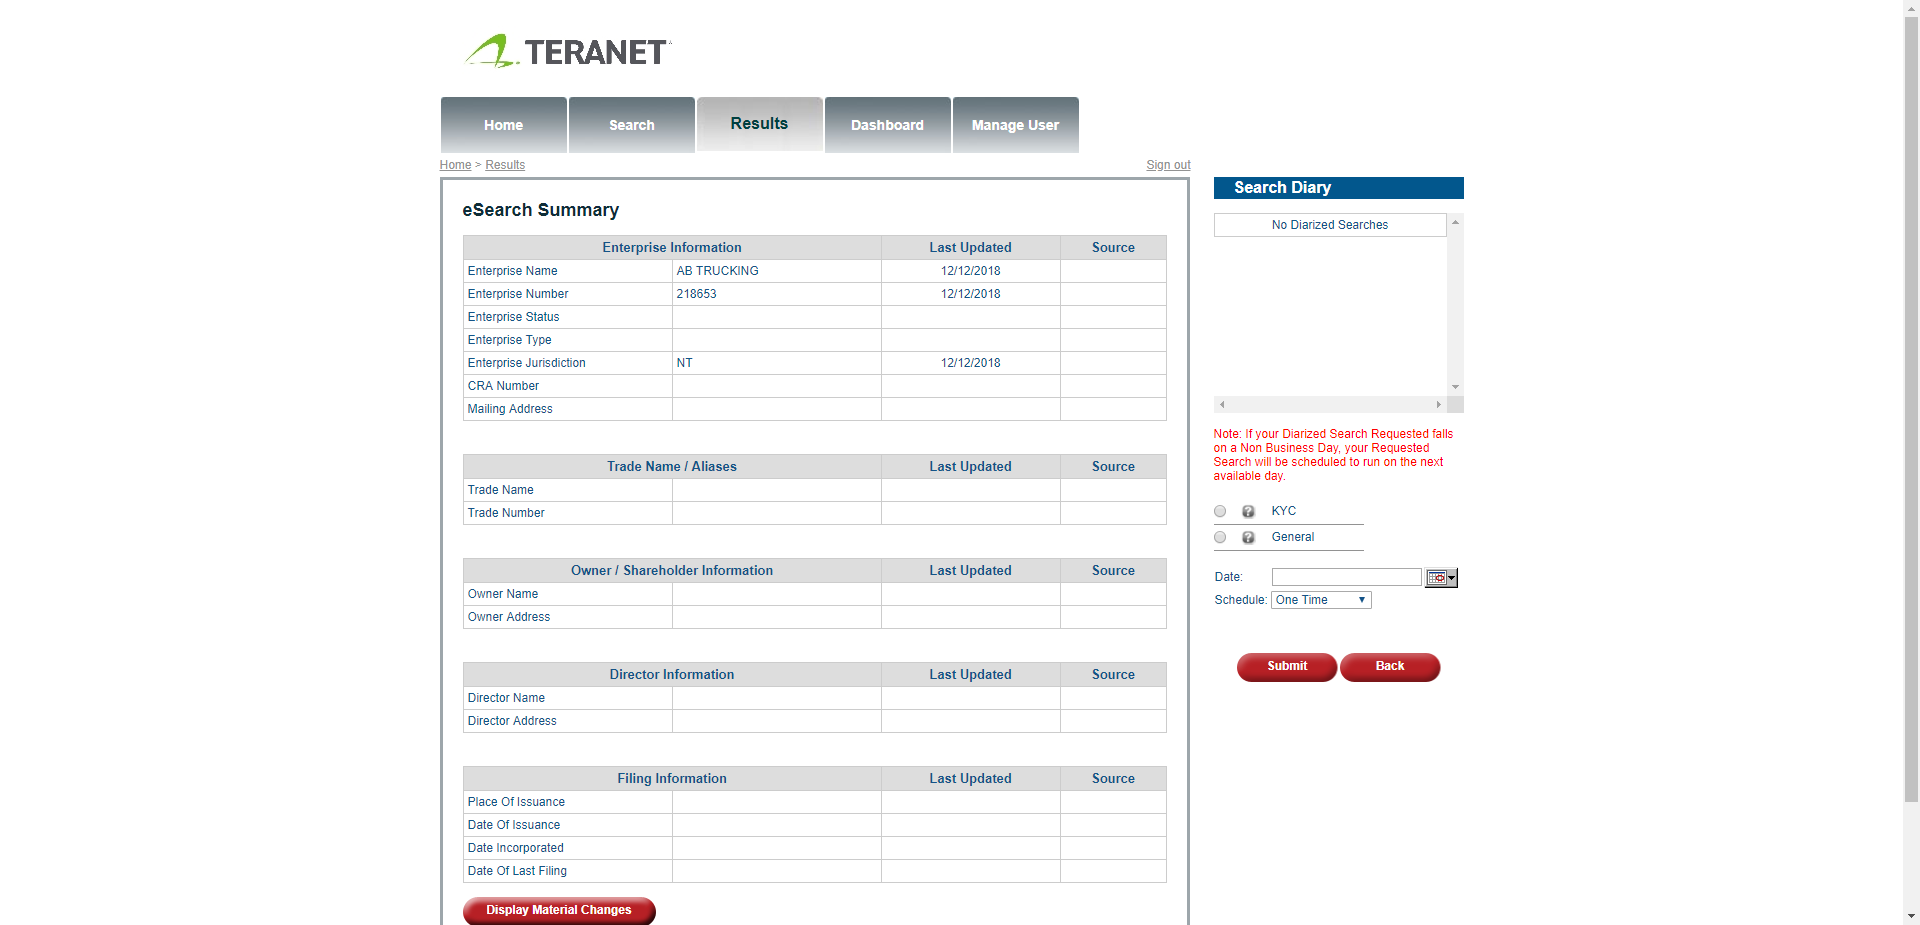 TERANET
Home
Search
Results
Dashboard
Manage User
Home > Results
Sign out
eSearch Summary
Enterprise Information Last Updated Source
Enterprise Name AB TRUCKING 12/12/2018
Enterprise Number 218653 12/12/2018
Enterprise Status
Enterprise Type
Enterprise Jurisdiction NT 12/12/2018
CRA Number
Mailing Address
Trade Name / Aliases Last Updated Source
Trade Name
Trade Number
Owner / Shareholder Information Last Updated Source
Owner Name
Owner Address
Director Information Last Updated Source
Director Name
Director Address
Filing Information Last Updated Source
Place Of Issuance
Date Of Issuance
Date Incorporated
Date Of Last Filing
Display Material Changes
Search Diary
No Diarized Searches
Note: If your Diarized Search Requested falls
on a Non Business Day, your Requested
Search will be scheduled to run on the next
available day.
? KYC
? General
Date:
Schedule: One Time
Submit
Back